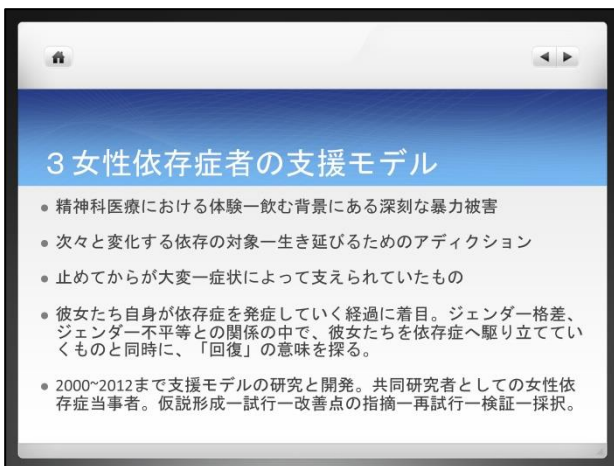 ３女性依存症者の支援モデル
• 精神科医療における体験ー飲む背景にある深刻な暴力被害
• 次々と変化する依存の対象ー生き延びるためのアディクション
• 止めてからが大変ー症状によって支えられていたもの
• 彼女たち自身が依存症を発症していく経過に着目。ジェンダー格差、
ジェンダー不平等との関係の中で、彼女たちを依存症へ駆り立ててい
くものと同時に、「回復」の意味を探る。
• 2000~2012まで支援モデルの研究と開発。共同研究者としての女性依
存症当事者。仮説形成ー試行ー改善点の指摘ー再試行ー検証ー採択。